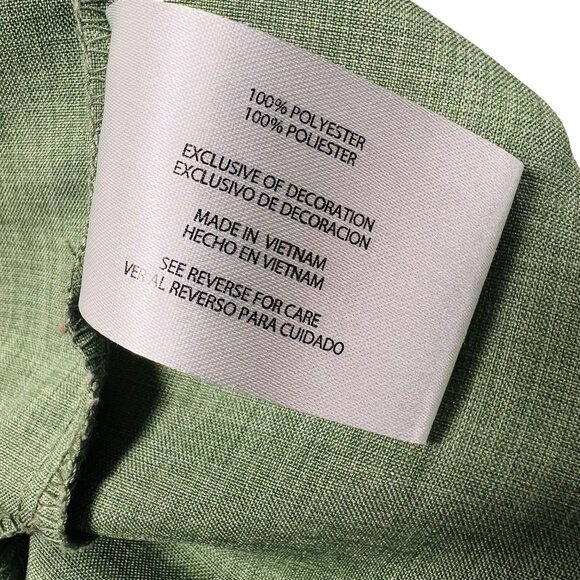 100% POLYESTER
100% POLIESTER
EXCLUSIVE OF DECORATION
EXCLUSIVO DE DECORACION
MADE IN VIETNAM
HECHO EN VIETNAM
SEE REVERSE FOR CARE
VER AL REVERSO PARA CUIDADO